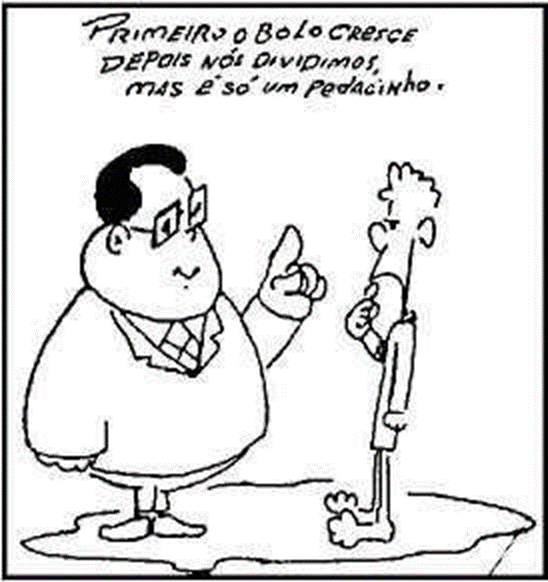 PRIMEIRO O BOLO CRESCE
DEPOIS NÓS DIVIDIMOS,
MAS É SÓ UM PEDACINHO.